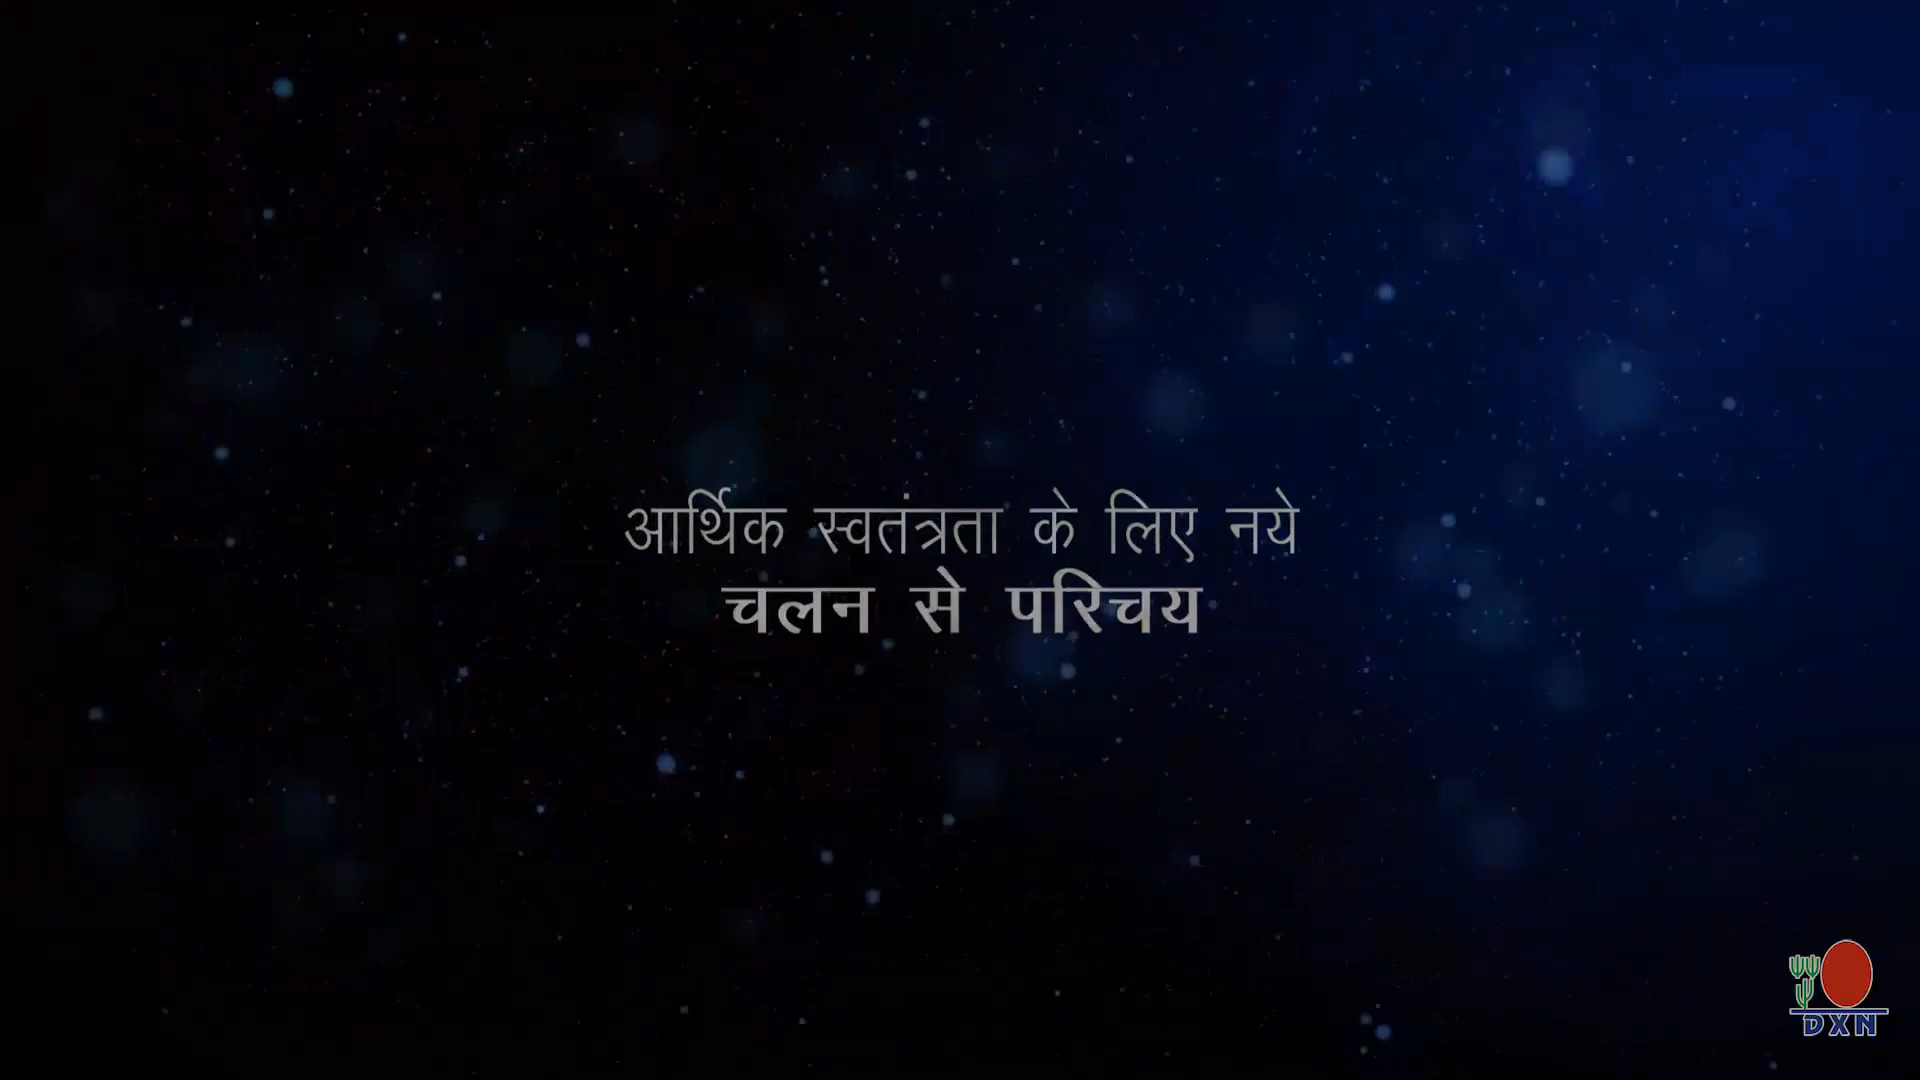 आर्थिक स्वतंत्रता के लिए नये
चलन से परिचय
DXN